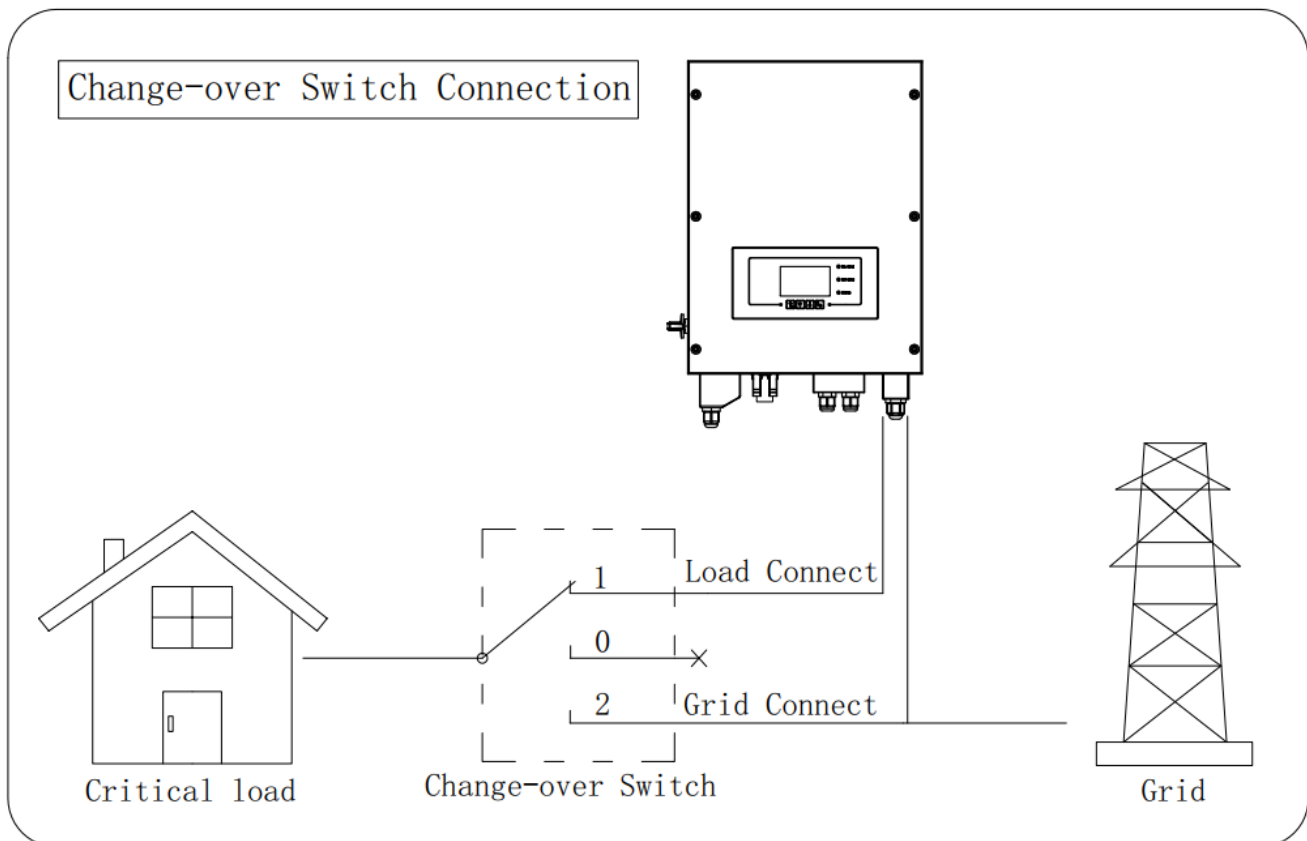 Change-over Switch Connection
1
Load Connect
0
2
Grid Connect
Critical load
Change-over Switch
Grid